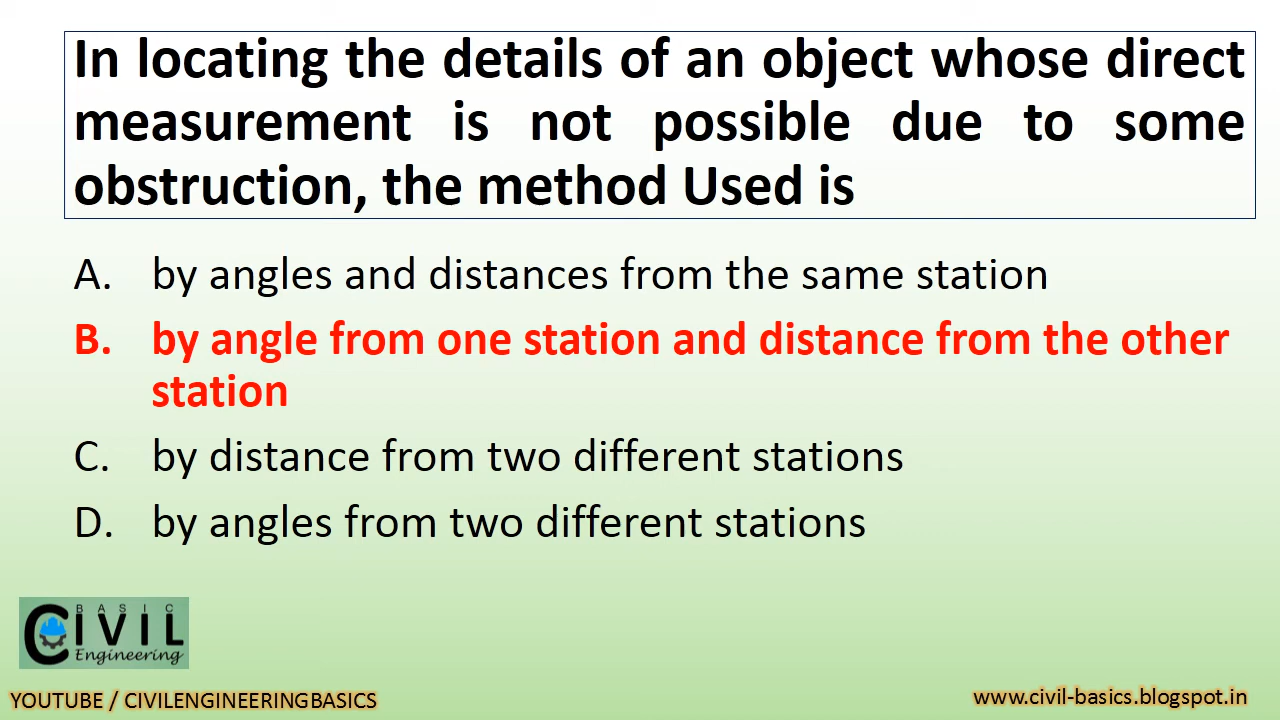 In locating the details of an object whose direct
measurement is not possible due to some
obstruction, the method Used is
A. by angles and distances from the same station
B. by angle from one station and distance from the other
station
C. by distance from two different stations
D. by angles from two different stations
BASIC
CIVIL
Engineering
YOUTUBE / CIVILENGINEERINGBASICS
www.civil-basics.blogspot.in